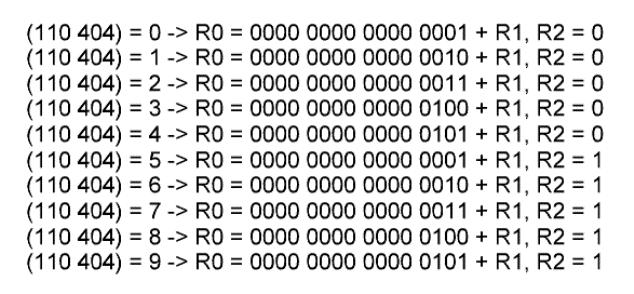 (110 404) = 0 -> R0 = 0000 0000 0000 0001 + R1, R2 = 0
(110 404) = 1 -> R0 = 0000 0000 0000 0010 + R1, R2 = 0
(110 404) = 2 -> R0 = 0000 0000 0000 0011 + R1, R2 = 0
(110 404) = 3 -> R0 = 0000 0000 0000 0100 + R1, R2 = 0
(110 404) = 4 -> R0 = 0000 0000 0000 0101 + R1, R2 = 0
(110 404) = 5 -> R0 = 0000 0000 0000 0001 + R1, R2 = 1
(110 404) = 6 -> R0 = 0000 0000 0000 0010 + R1, R2 = 1
(110 404) = 7 -> R0 = 0000 0000 0000 0011 + R1, R2 = 1
(110 404) = 8 -> R0 = 0000 0000 0000 0100 + R1, R2 = 1
(110 404) = 9 -> R0 = 0000 0000 0000 0101 + R1, R2 = 1